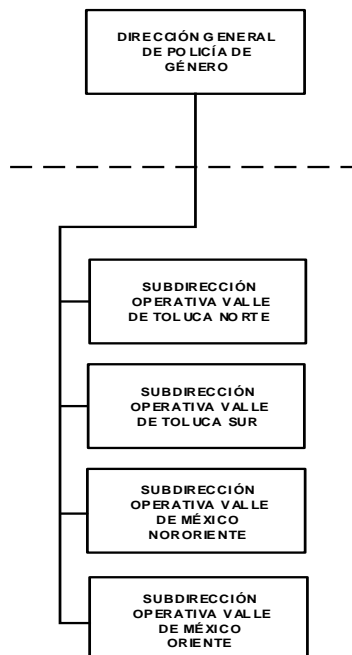 DIRECCIÓN GENERAL
DE POLICÍA DE
GÉNERO
SUBDIRECCIÓN
OPERATIVA VALLE
DE TOLUCA NORTE
SUBDIRECCIÓN
OPERATIVA VALLE
DE TOLUCA SUR
SUBDIRECCIÓN
OPERATIVA VALLE
DE MÉXICO
NORORIENTE
SUBDIRECCIÓN
OPERATIVA VALLE
DE MÉXICO
ORIENTE